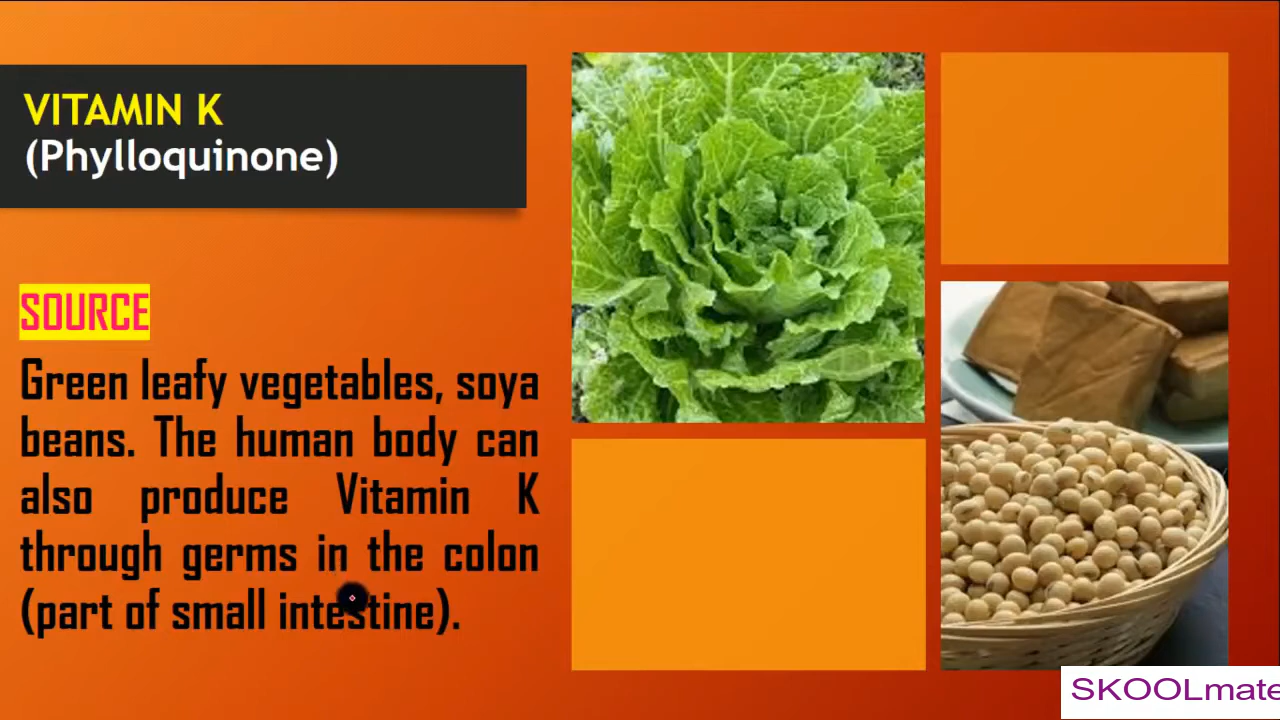 VITAMIN K
(Phylloquinone)
SOURCE
Green leafy vegetables, soya
beans. The human body can
also produce Vitamin K
through germs in the colon
(part of small intestine).
SKOOLmate